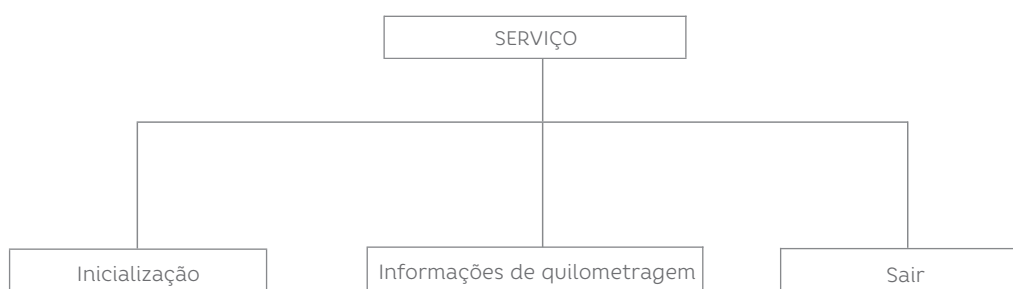 SERVIÇO
Inicialização
Informações de quilometragem
Sair